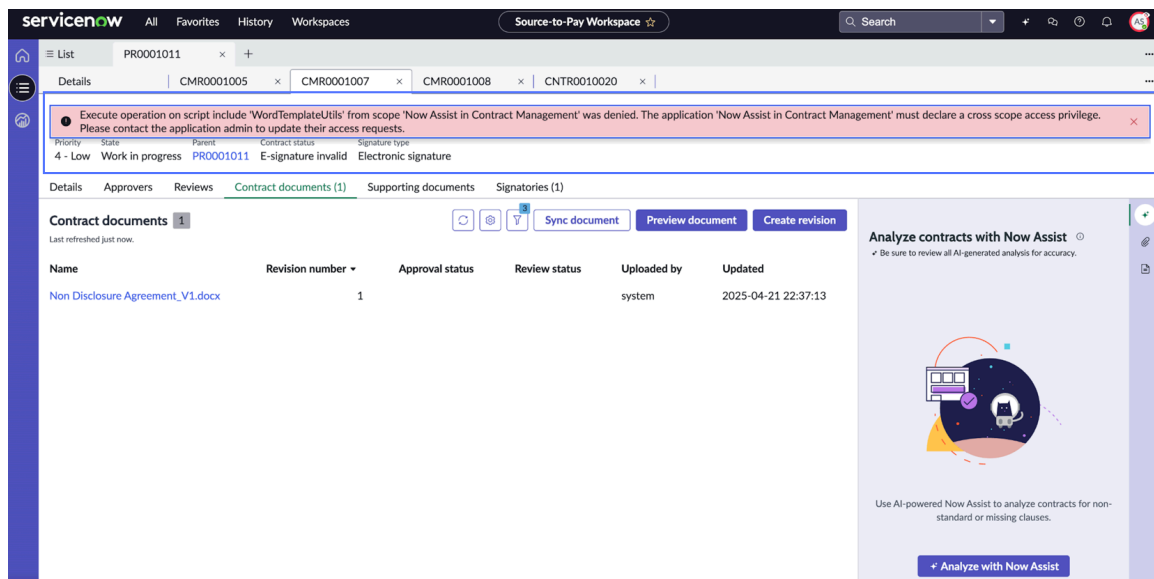 servicenow All Favorites History Workspaces Source-to-Pay Workspace Search AS
List PR0001011
Details CMR0001005 CMR0001007 CMR0001008 CNTR0010020
Execute operation on script include 'WordTemplateUtils' from scope 'Now Assist in Contract Management' was denied. The application 'Now Assist in Contract Management' must declare a cross scope access privilege.
Please contact the application admin to update their access requests.
Priority State Parent Contract status Signature type
4 - Low Work in progress PR0001011 E-signature invalid Electronic signature
Details Approvers Reviews Contract documents (1) Supporting documents Signatories (1)
Contract documents 1 3 Sync document Preview document Create revision
Last refreshed just now.
Name Revision number Approval status Review status Uploaded by Updated
Non Disclosure Agreement_V1.docx 1 system 2025-04-21 22:37:13
Analyze contracts with Now Assist
Be sure to review all AI-generated analysis for accuracy.
Use AI-powered Now Assist to analyze contracts for non-
standard or missing clauses.
Analyze with Now Assist